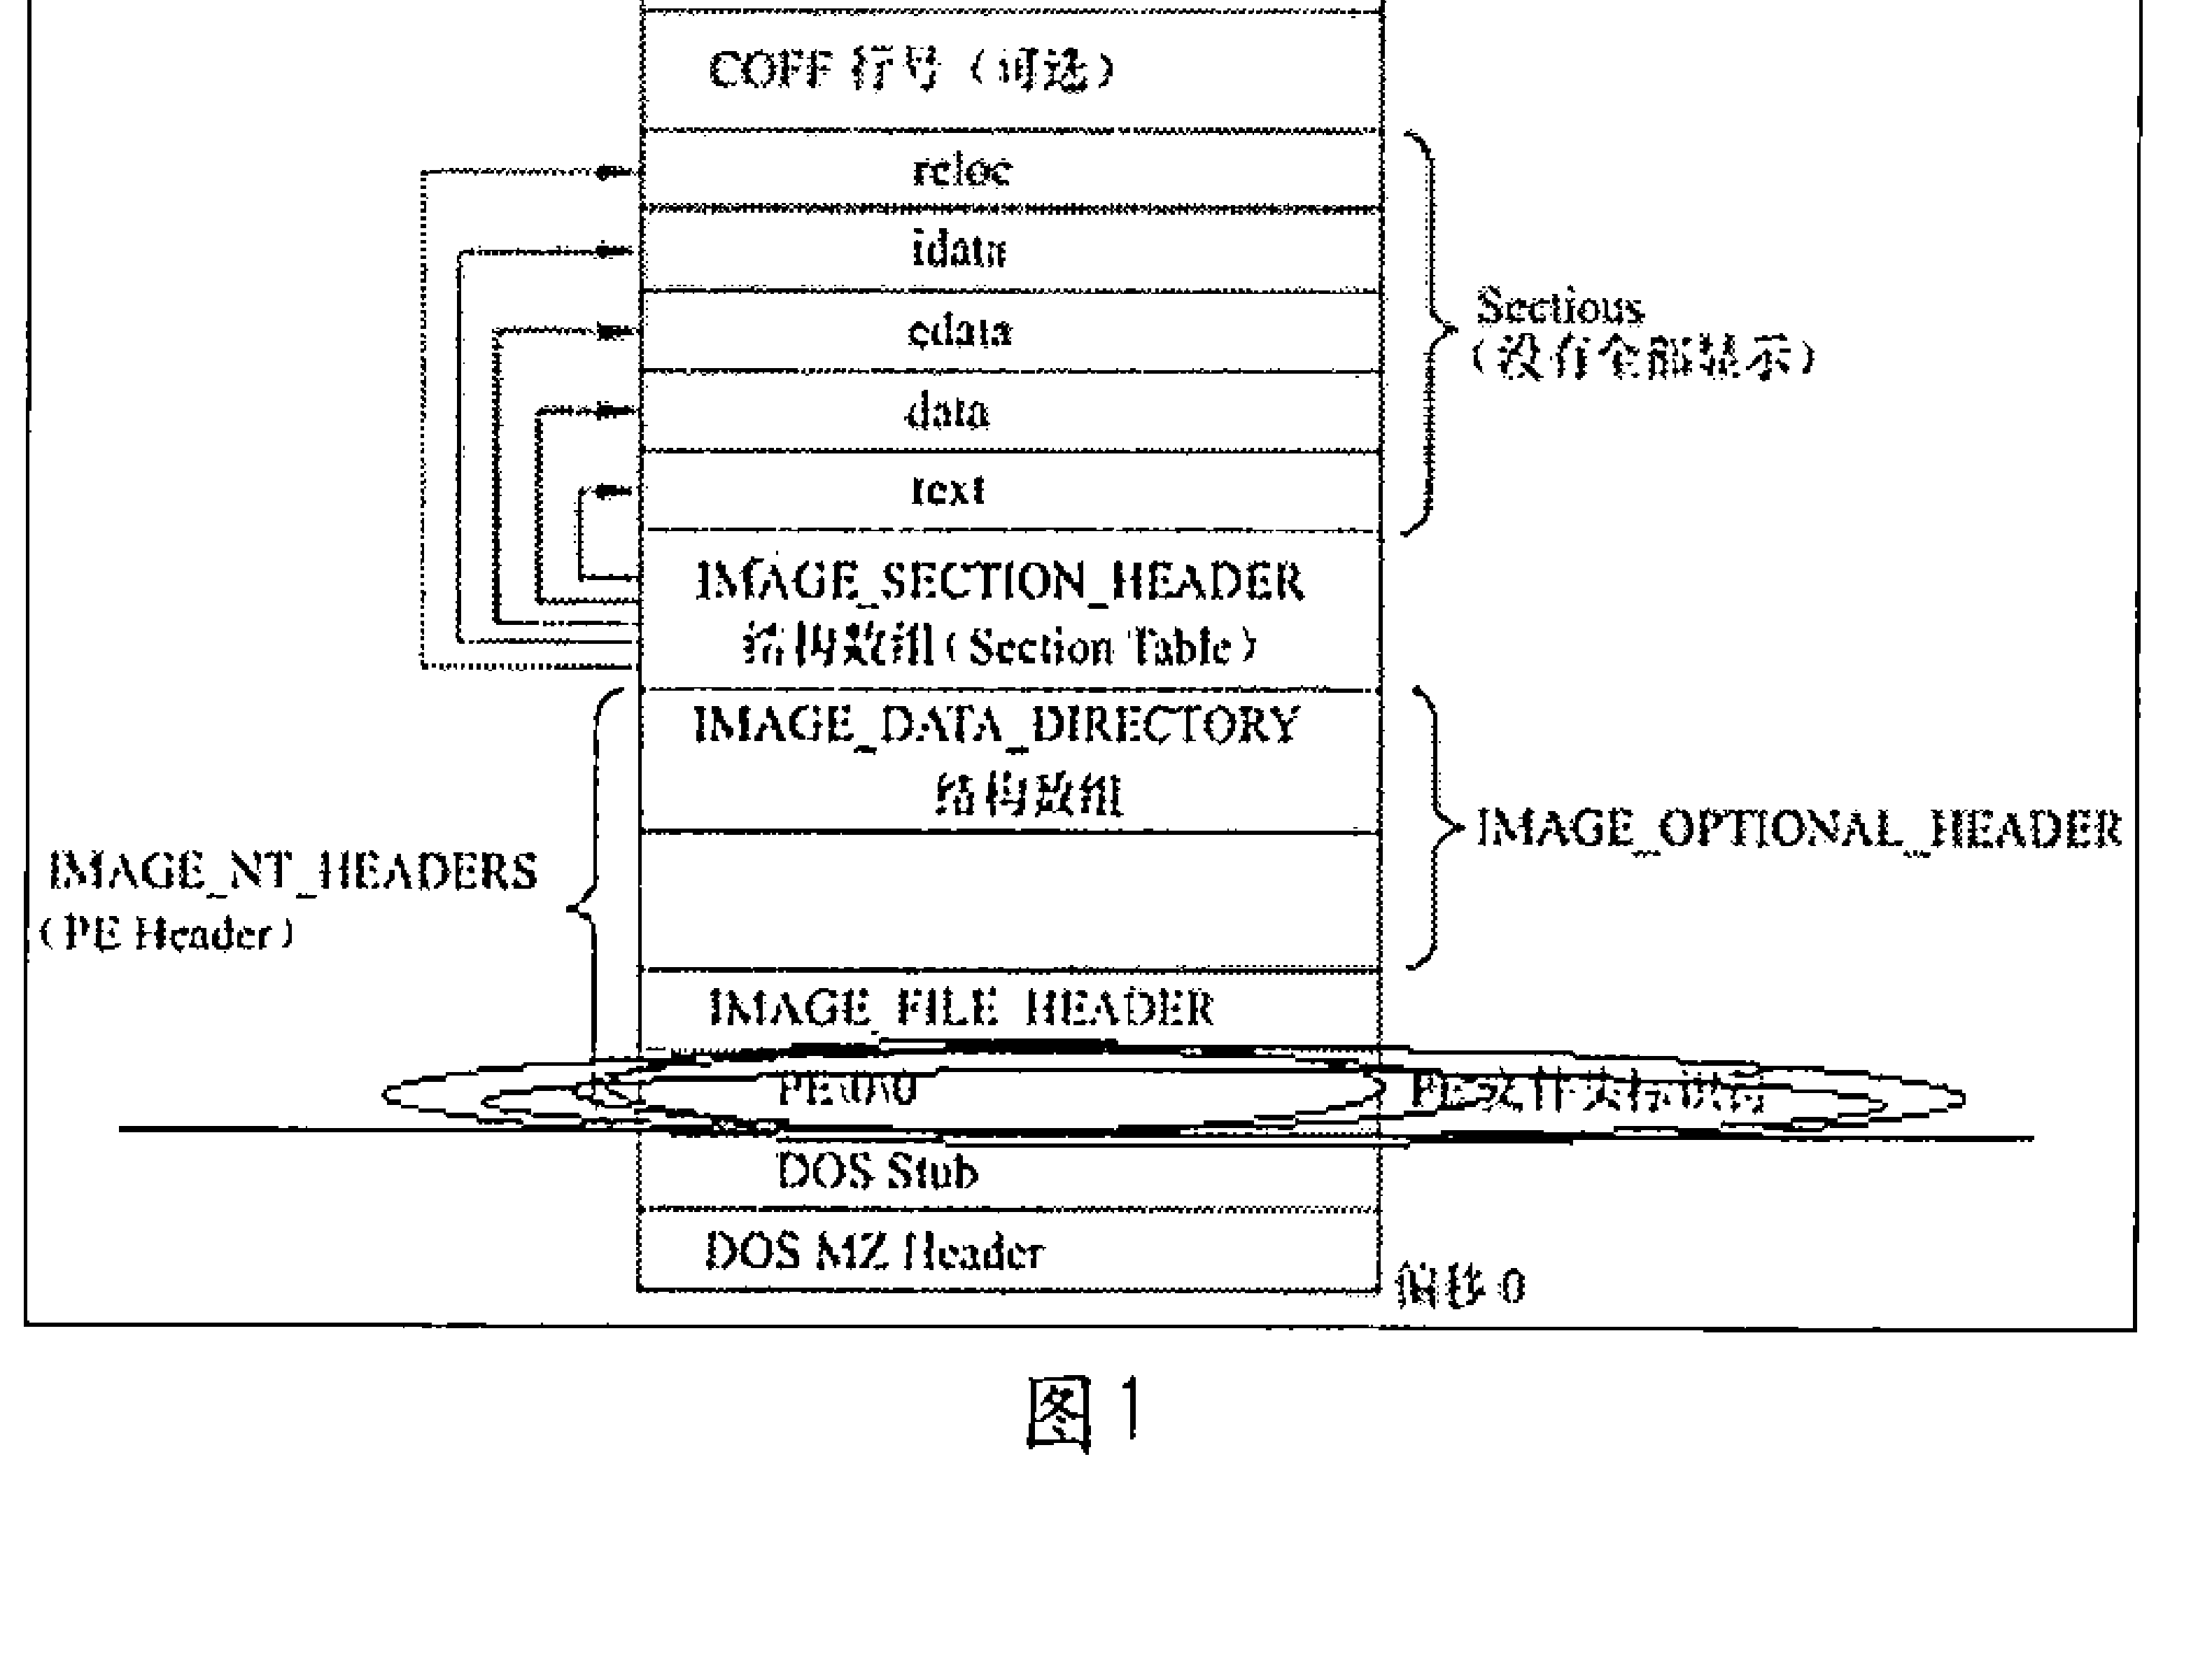 COFF 行号（可选）
reloc
idata
edata
data
text
Sectious
（没有全部显示）
IMAGE_SECTION_HEADER
结构数组（Section Table）
IMAGE_DATA_DIRECTORY
结构数组
IMAGE_OPTIONAL_HEADER
IMAGE_NT_HEADERS
（PE Header）
IMAGE_FILE_HEADER
PE\0\0 PE文件头标识符
DOS Stub
DOS MZ Header
偏移 0
图 1